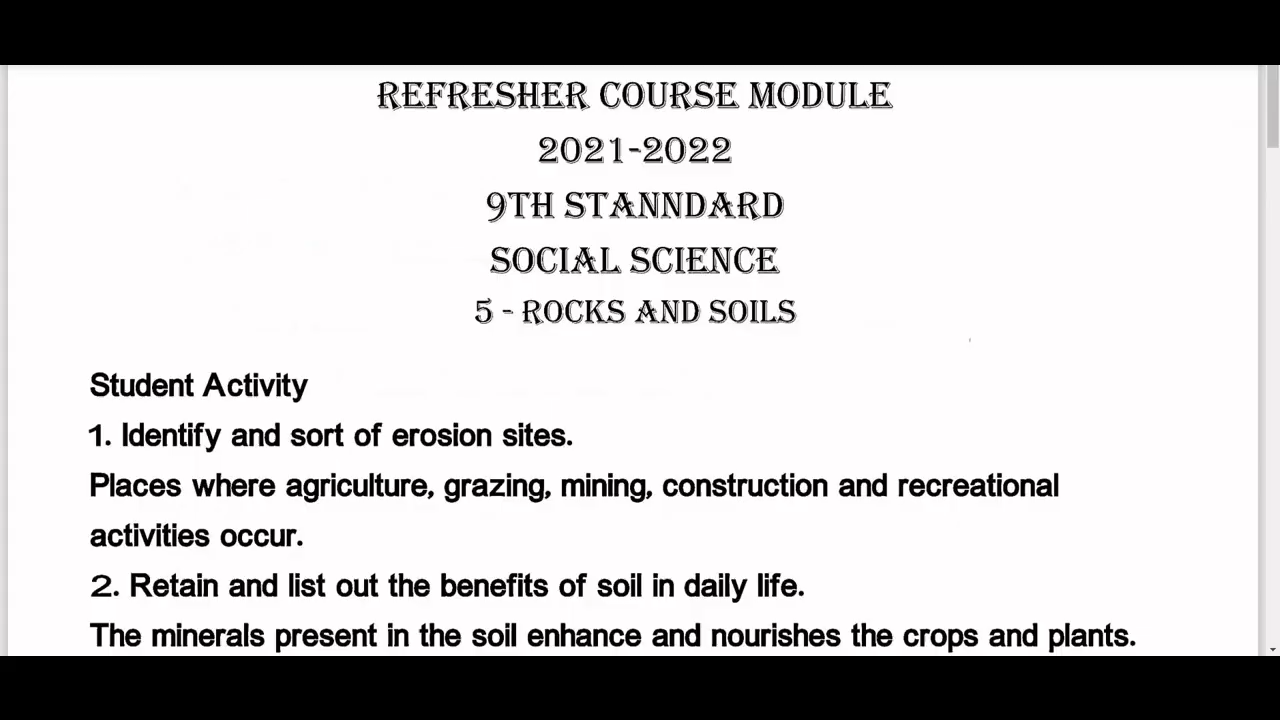 REFRESHER COURSE MODULE
2021-2022
9TH STANNDARD
SOCIAL SCIENCE
5 - ROCKS AND SOILS
Student Activity
1. Identify and sort of erosion sites.
Places where agriculture, grazing, mining, construction and recreational
activities occur.
2. Retain and list out the benefits of soil in daily life.
The minerals present in the soil enhance and nourishes the crops and plants.